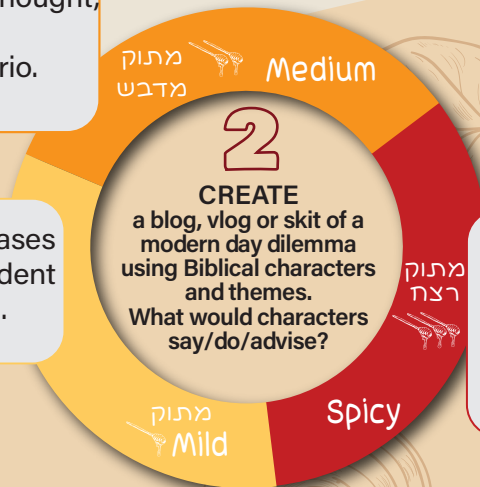 hought,
rio.
ases
dent
.
מתוק
מדבש
Medium
2
CREATE
a blog, vlog or skit of a
modern day dilemma
using Biblical characters
and themes.
What would characters
say/do/advise?
מתוק
רצח
Spicy
מתוק
Mild